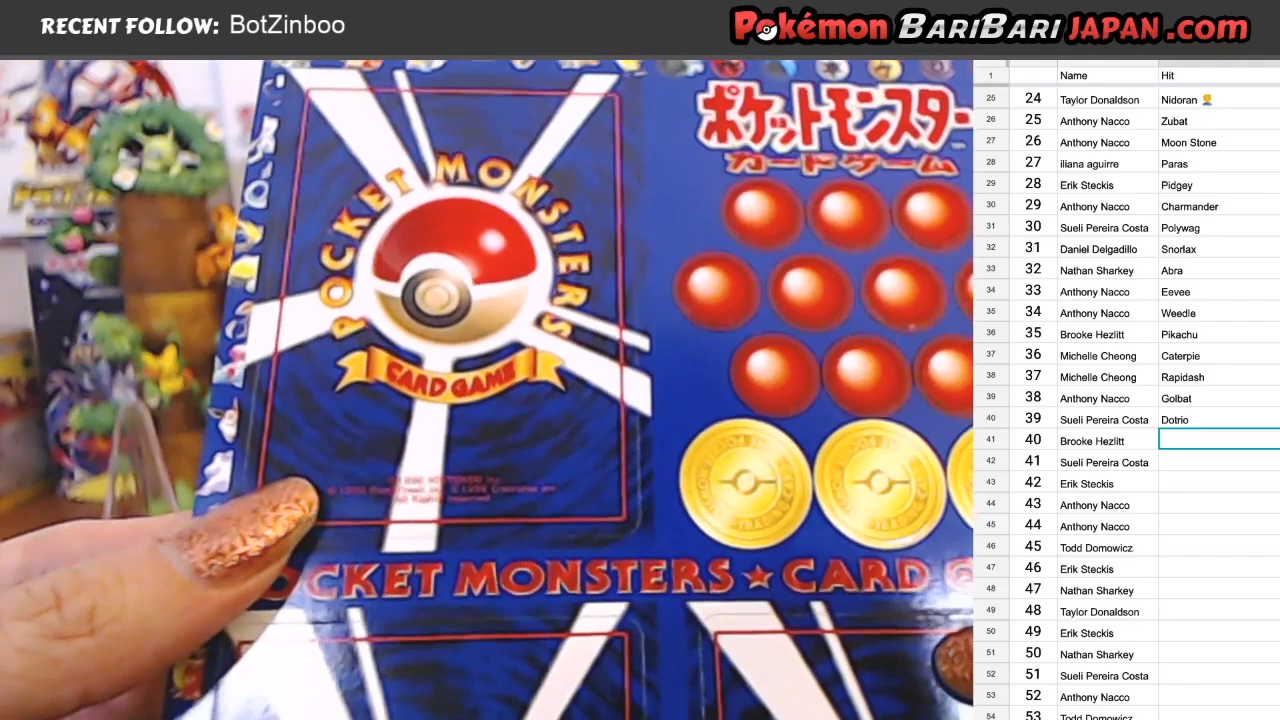 RECENT FOLLOW: BotZinboo
Pokémon BARIBARI JAPAN.com
POCKET MONSTERS
CARD GAME
ポケットモンスター
カードゲーム
POCKET MONSTERS ★ CARD
1 Name Hit
25 24 Taylor Donaldson Nidoran 🤦‍♂️
26 25 Anthony Nacco Zubat
27 26 Anthony Nacco Moon Stone
28 27 iliana aguirre Paras
29 28 Erik Steckis Pidgey
30 29 Anthony Nacco Charmander
31 30 Sueli Pereira Costa Polywag
32 31 Daniel Delgadillo Snorlax
33 32 Nathan Sharkey Abra
34 33 Anthony Nacco Eevee
35 34 Anthony Nacco Weedle
36 35 Brooke Hezlitt Pikachu
37 36 Michelle Cheong Caterpie
38 37 Michelle Cheong Rapidash
39 38 Anthony Nacco Golbat
40 39 Sueli Pereira Costa Dotrio
41 40 Brooke Hezlitt
42 41 Sueli Pereira Costa
43 42 Erik Steckis
44 43 Anthony Nacco
45 44 Anthony Nacco
46 45 Todd Domowicz
47 46 Erik Steckis
48 47 Nathan Sharkey
49 48 Taylor Donaldson
50 49 Erik Steckis
51 50 Nathan Sharkey
52 51 Sueli Pereira Costa
53 52 Anthony Nacco
54 53 Todd Domowicz